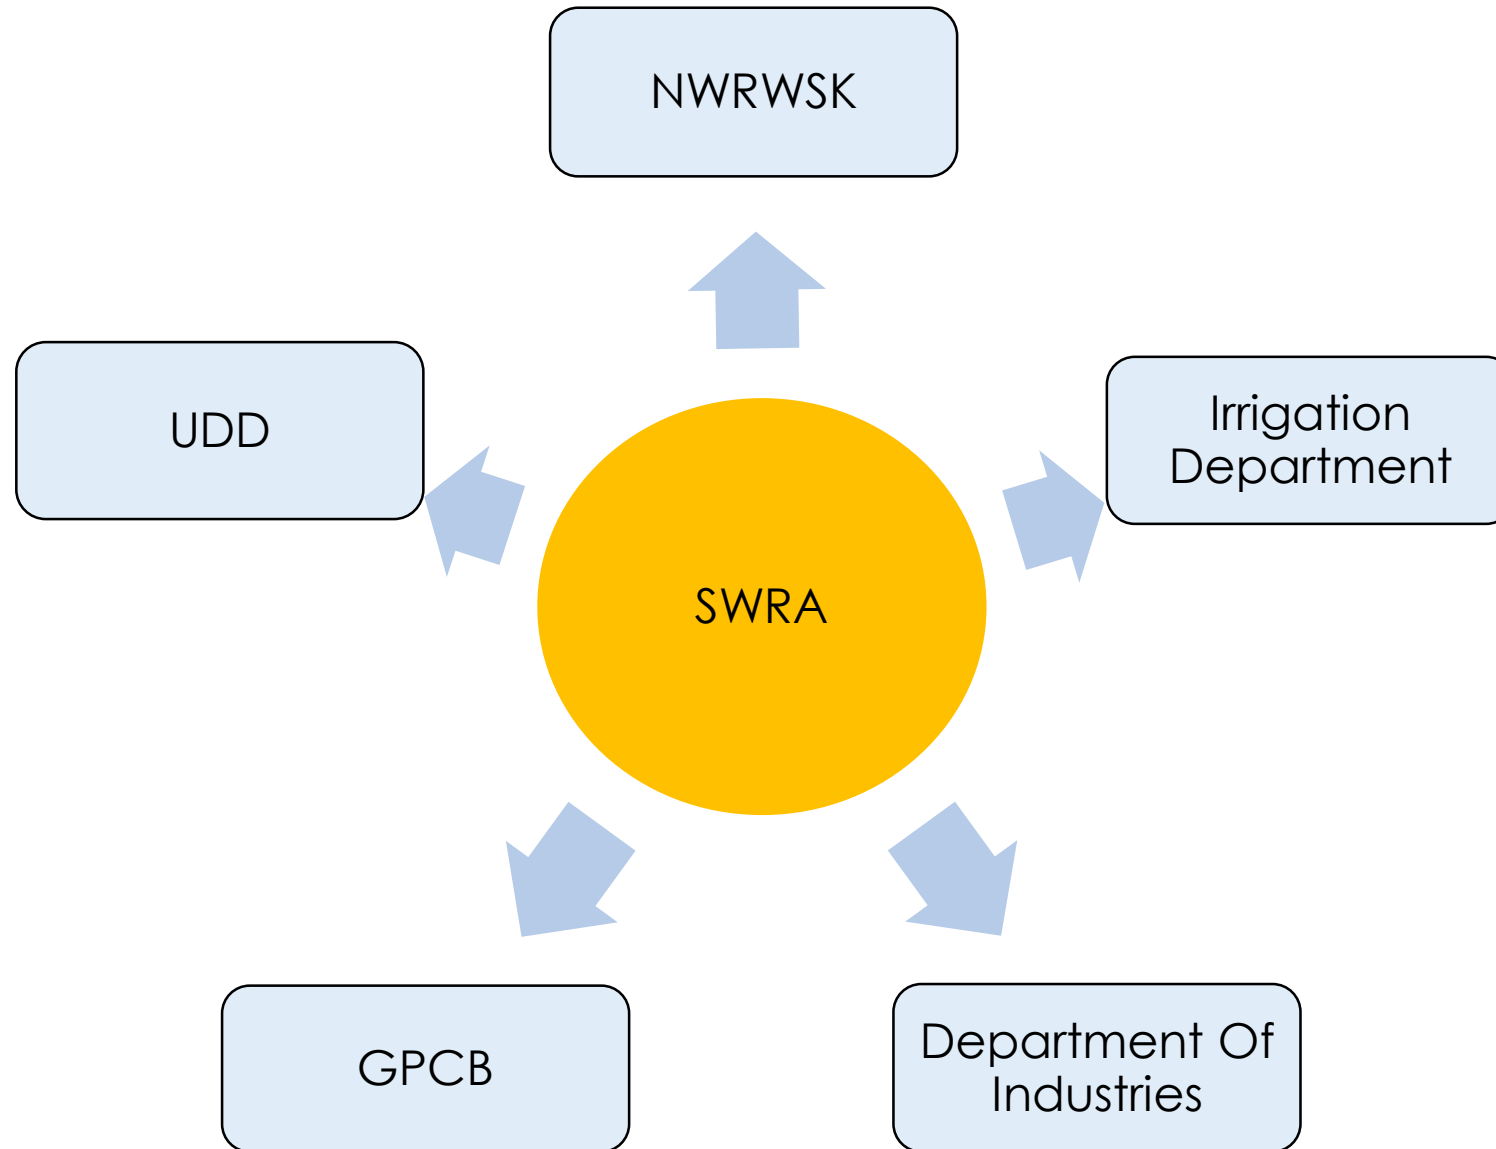 NWRWSK
UDD
Irrigation
Department
SWRA
GPCB
Department Of
Industries